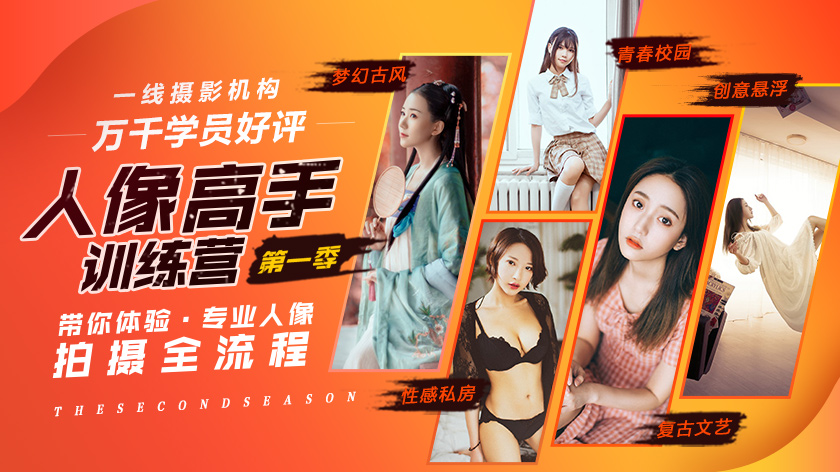 一线摄影机构
万千学员好评
人像高手
训练营
第一季
带你体验·专业人像
拍摄全流程
THESECONDSEASON
梦幻古风
青春校园
创意悬浮
性感私房
复古文艺